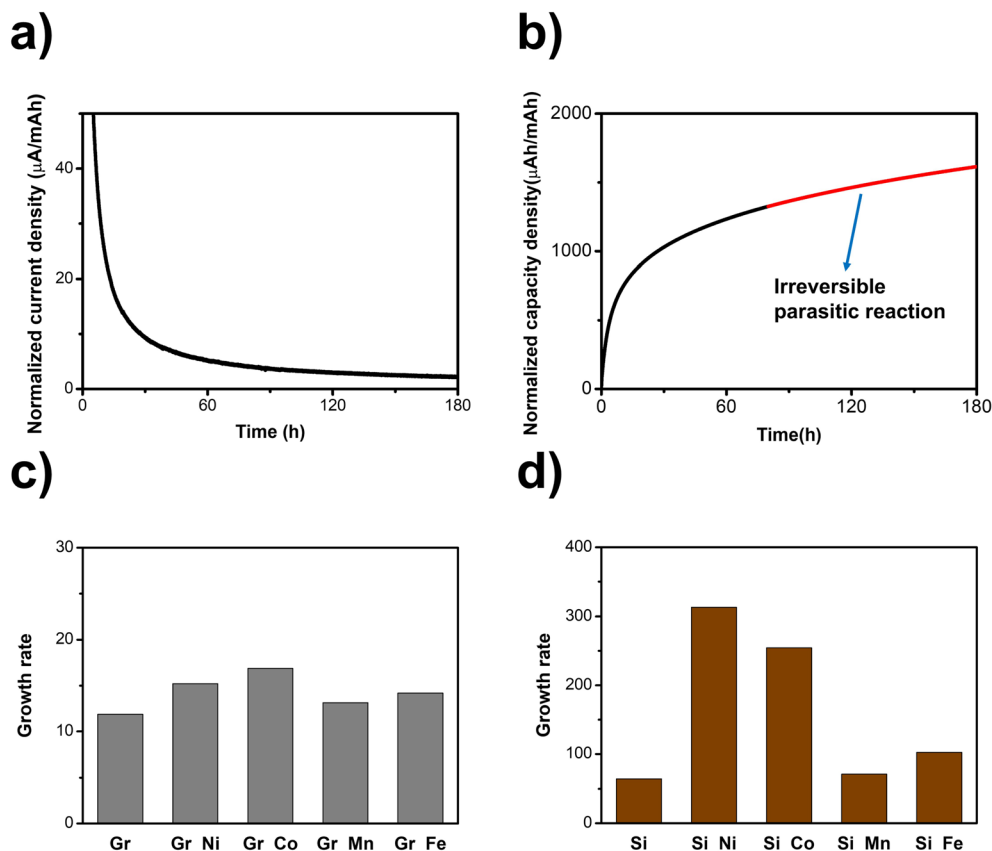 a)
Normalized current density (μA/mAh)
40
20
0
0
60
120
180
Time (h)
b)
Normalized capacity density(μAh/mAh)
2000
1000
0
Irreversible
parasitic reaction
0
60
120
180
Time(h)
c)
Growth rate
30
20
10
0
Gr
Gr Ni
Gr Co
Gr Mn
Gr Fe
d)
Growth rate
400
300
200
100
0
Si
Si Ni
Si Co
Si Mn
Si Fe